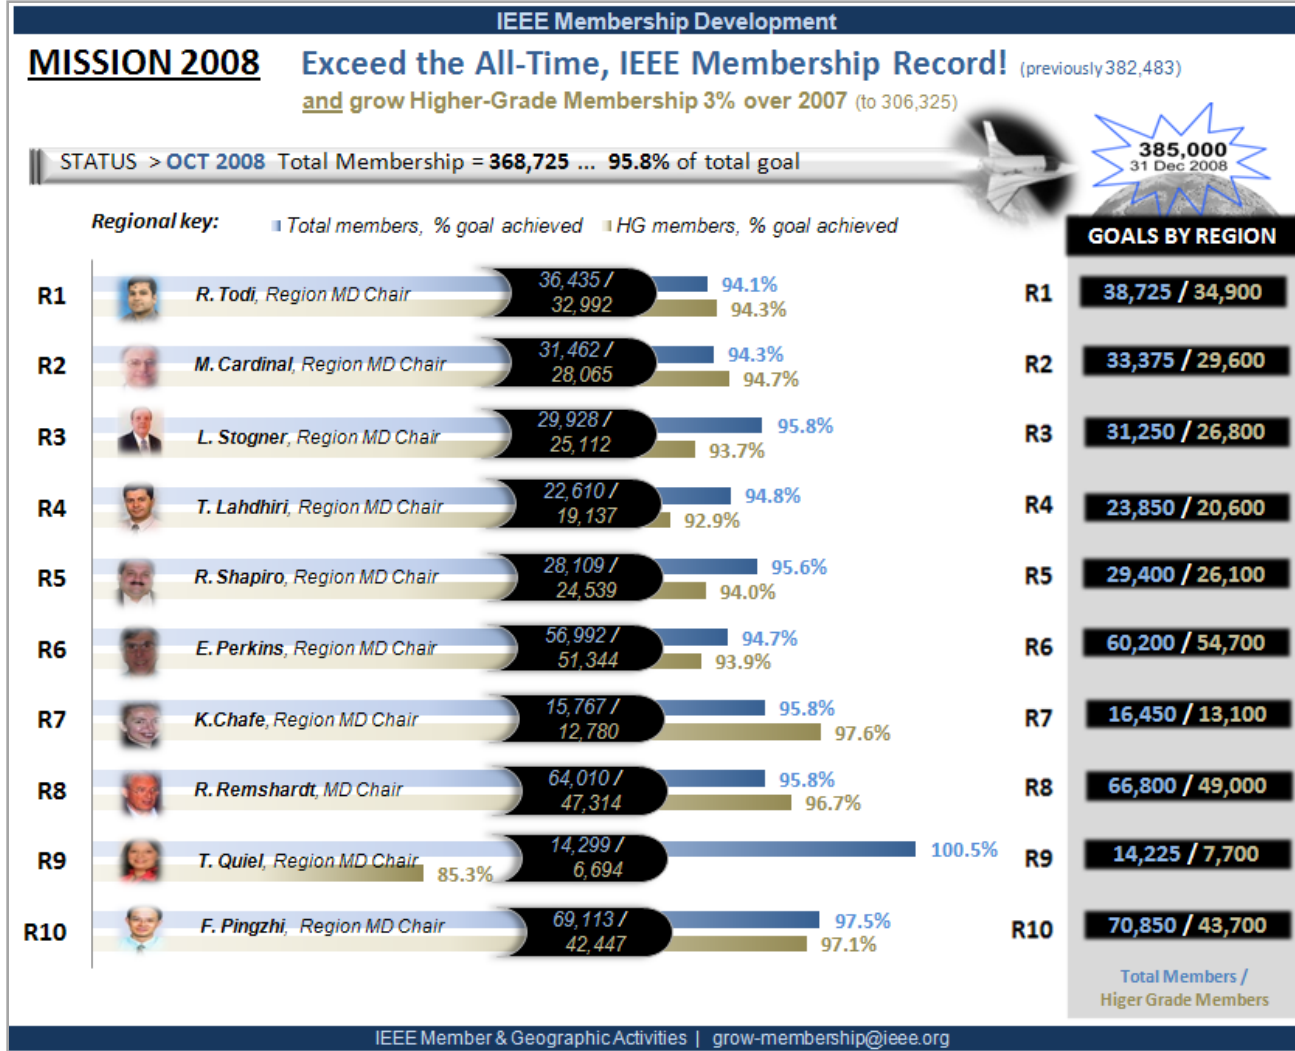 IEEE Membership Development
MISSION 2008 Exceed the All-Time, IEEE Membership Record! (previously 382,483)
and grow Higher-Grade Membership 3% over 2007 (to 306,325)
STATUS > OCT 2008 Total Membership = 368,725 ... 95.8% of total goal
385,000
31 Dec 2008
Regional key: Total members, % goal achieved HG members, % goal achieved
GOALS BY REGION
R1 R. Todi, Region MD Chair 36,435 / 32,992 94.1% 94.3% R1 38,725 / 34,900
R2 M. Cardinal, Region MD Chair 31,462 / 28,065 94.3% 94.7% R2 33,375 / 29,600
R3 L. Stogner, Region MD Chair 29,928 / 25,112 95.8% 93.7% R3 31,250 / 26,800
R4 T. Lahdhiri, Region MD Chair 22,610 / 19,137 94.8% 92.9% R4 23,850 / 20,600
R5 R. Shapiro, Region MD Chair 28,109 / 24,539 95.6% 94.0% R5 29,400 / 26,100
R6 E. Perkins, Region MD Chair 56,992 / 51,344 94.7% 93.9% R6 60,200 / 54,700
R7 K.Chafe, Region MD Chair 15,767 / 12,780 95.8% 97.6% R7 16,450 / 13,100
R8 R. Remshardt, MD Chair 64,010 / 47,314 95.8% 96.7% R8 66,800 / 49,000
R9 T. Quiel, Region MD Chair 85.3% 14,299 / 6,694 100.5% R9 14,225 / 7,700
R10 F. Pingzhi, Region MD Chair 69,113 / 42,447 97.5% 97.1% R10 70,850 / 43,700
Total Members /
Higer Grade Members
IEEE Member & Geographic Activities | grow-membership@ieee.org